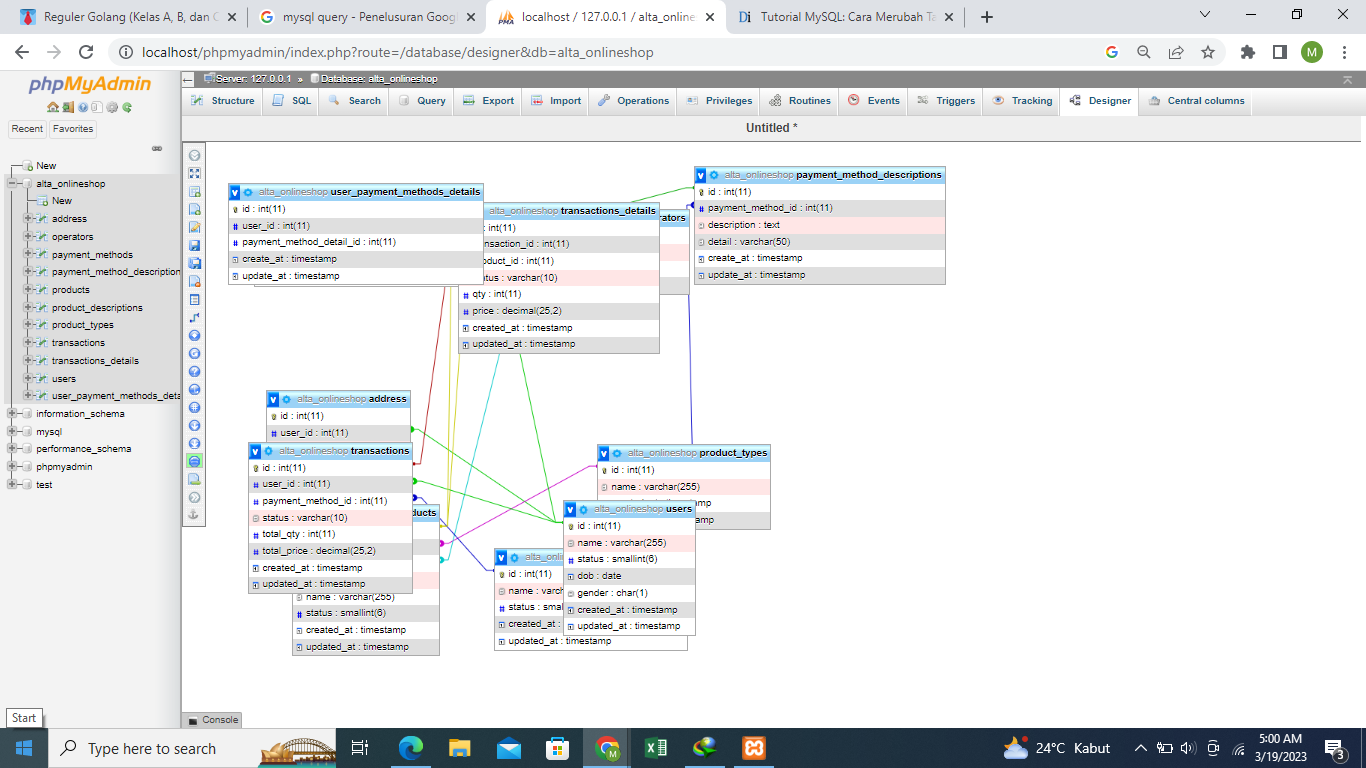 Reguler Golang (Kelas A, B, dan C
mysql query - Penelusuran Goog
localhost / 127.0.0.1 / alta_online
Di Tutorial MySQL: Cara Merubah Ta
localhost/phpmyadmin/index.php?route=/database/designer&db=alta_onlineshop
M
phpMyAdmin
Recent Favorites
New
alta_onlineshop
New
address
operators
payment_methods
payment_method_description
products
product_descriptions
product_types
transactions
transactions_details
users
user_payment_methods_deta
information_schema
mysql
performance_schema
phpmyadmin
test
Server: 127.0.0.1 » Database: alta_onlineshop
Structure SQL Search Query Export Import Operations Privileges Routines Events Triggers Tracking Designer Central columns
Untitled *
alta_onlineshop user_payment_methods_details
id : int(11)
user_id : int(11)
payment_method_detail_id : int(11)
create_at : timestamp
update_at : timestamp
alta_onlineshop transactions_details
int(11)
nsaction_id : int(11)
duct_id : int(11)
atus : varchar(10)
qty : int(11)
price : decimal(25,2)
created_at : timestamp
updated_at : timestamp
rators
alta_onlineshop payment_method_descriptions
id : int(11)
payment_method_id : int(11)
description : text
detail : varchar(50)
create_at : timestamp
update_at : timestamp
alta_onlineshop address
id : int(11)
user_id : int(11)
alta_onlineshop transactions
id : int(11)
user_id : int(11)
payment_method_id : int(11)
status : varchar(10)
total_qty : int(11)
total_price : decimal(25,2)
created_at : timestamp
updated_at : timestamp
ducts
name : varchar(255)
status : smallint(6)
created_at : timestamp
updated_at : timestamp
alta_onlineshop product_types
id : int(11)
name : varchar(255)
amp
stamp
alta_onli
id : int(11)
name : varch
status : smal
created_at :
updated_at : timestamp
alta_onlineshop users
id : int(11)
name : varchar(255)
status : smallint(6)
dob : date
gender : char(1)
created_at : timestamp
updated_at : timestamp
Console
Start
Type here to search
24°C Kabut
5:00 AM
3/19/2023
3